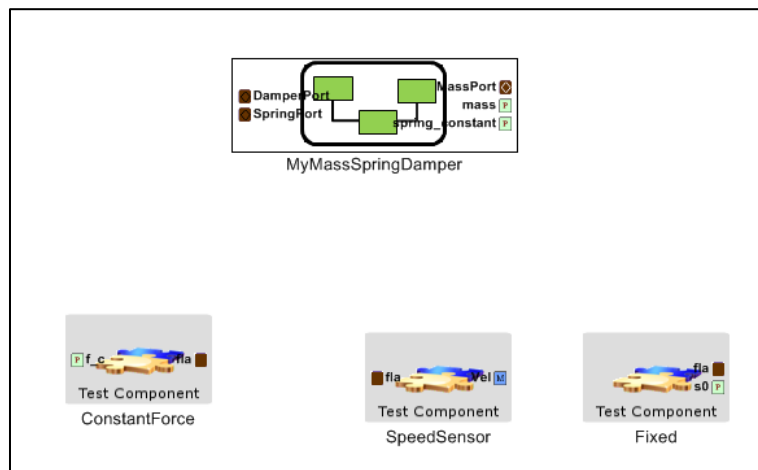 DamperPort
SpringPort
MassPort
mass
spring_constant
P
P
MyMassSpringDamper
P f_c
fla
Test Component
ConstantForce
fla
Vel M
Test Component
SpeedSensor
fla
s0 P
Test Component
Fixed